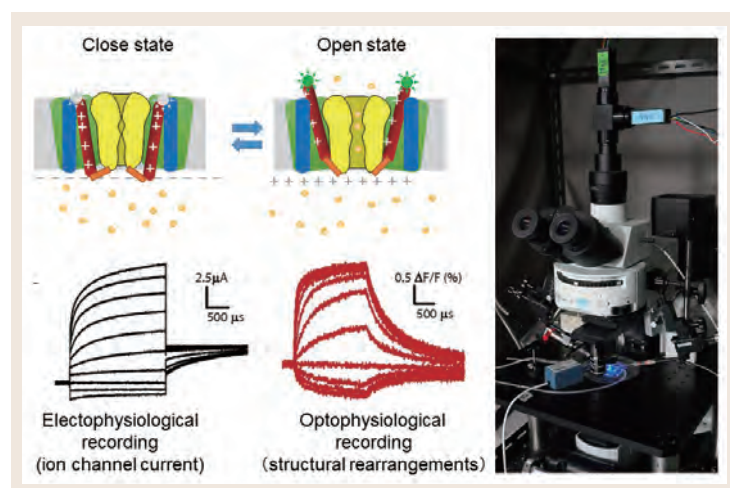 Close state
Open state
2.5µA
500 µs
0.5 ΔF/F (%)
500 µs
Electophysiological
recording
(ion channel current)
Optophysiological
recording
(structural rearrangements)